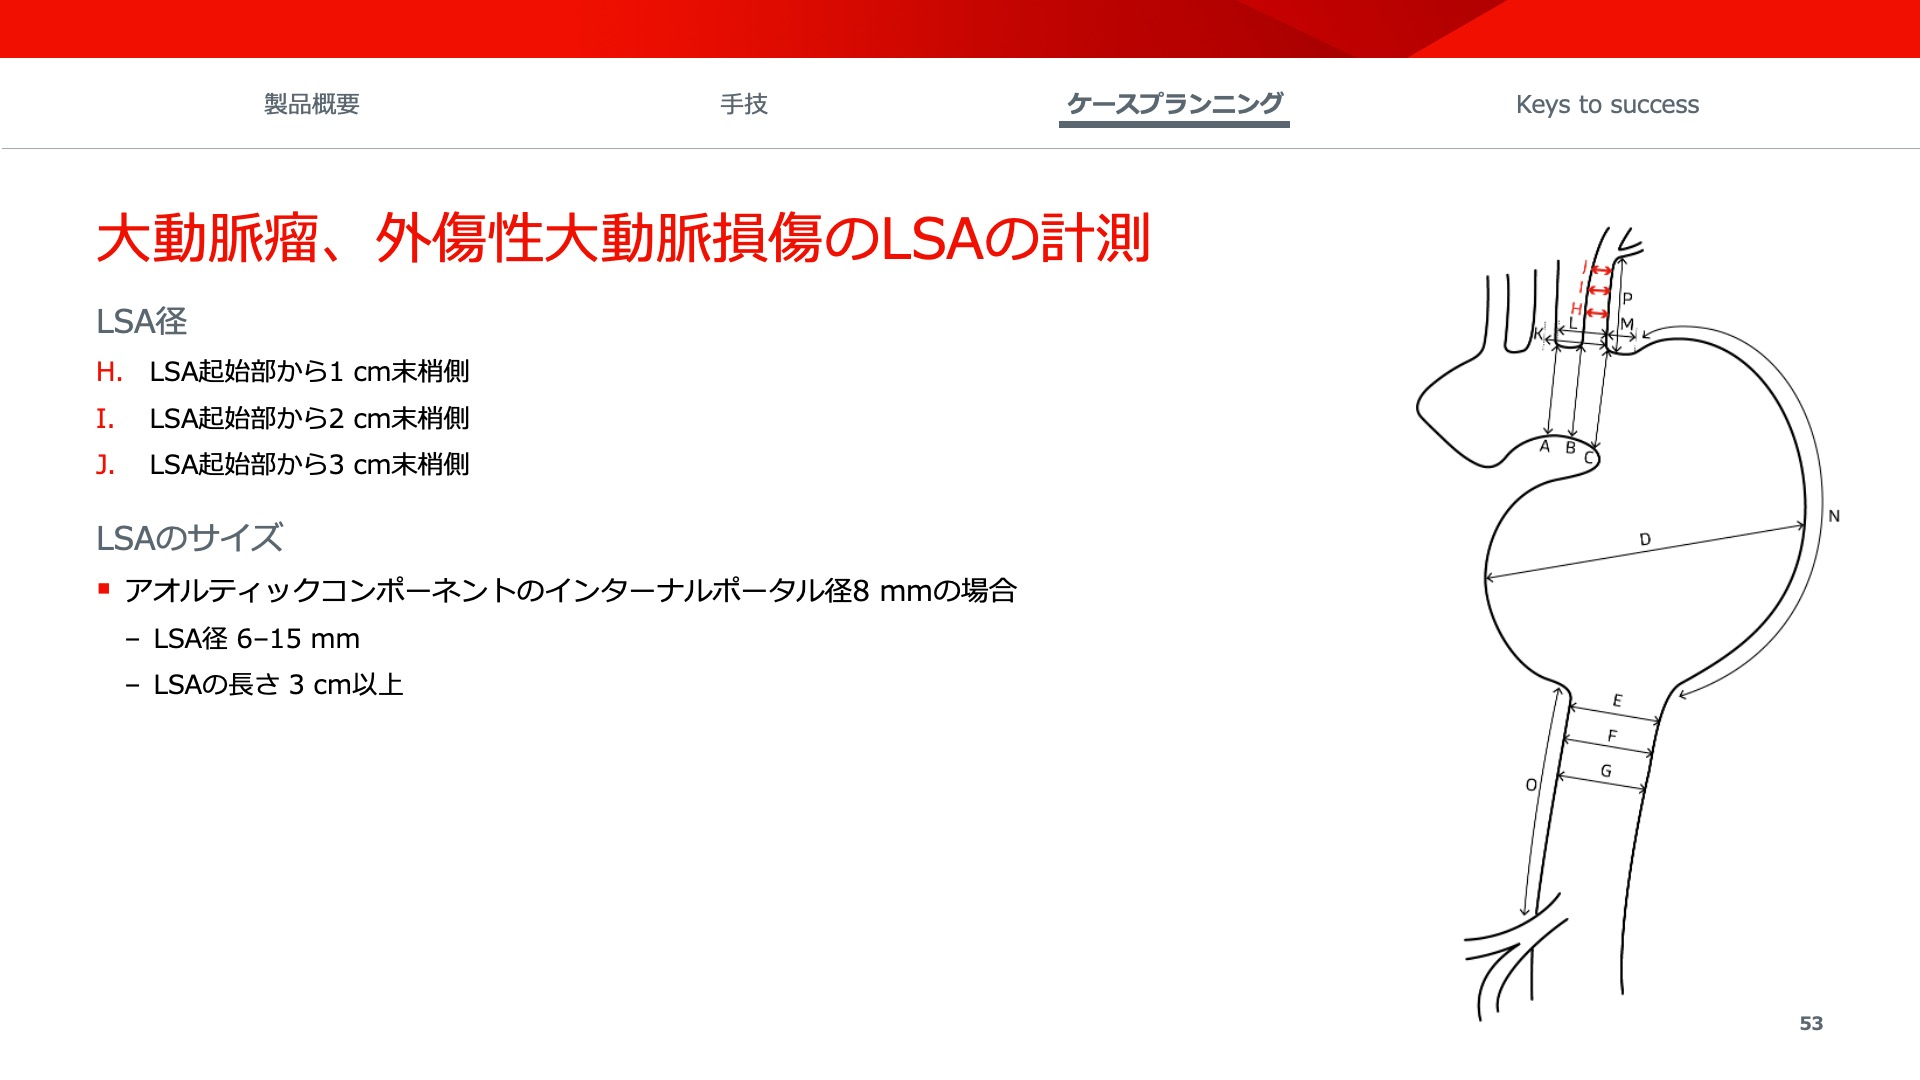 製品概要
手技
ケースプランニング
Keys to success
大動脈瘤、外傷性大動脈損傷のLSAの計測
LSA径
H. LSA起始部から1 cm末梢側
I. LSA起始部から2 cm末梢側
J. LSA起始部から3 cm末梢側
LSAのサイズ
▪ アオルティックコンポーネントのインターナルポータル径8 mmの場合
– LSA径 6–15 mm
– LSAの長さ 3 cm以上
J
I
P
H
L
M
K
A
B
C
N
D
E
F
G
O
53